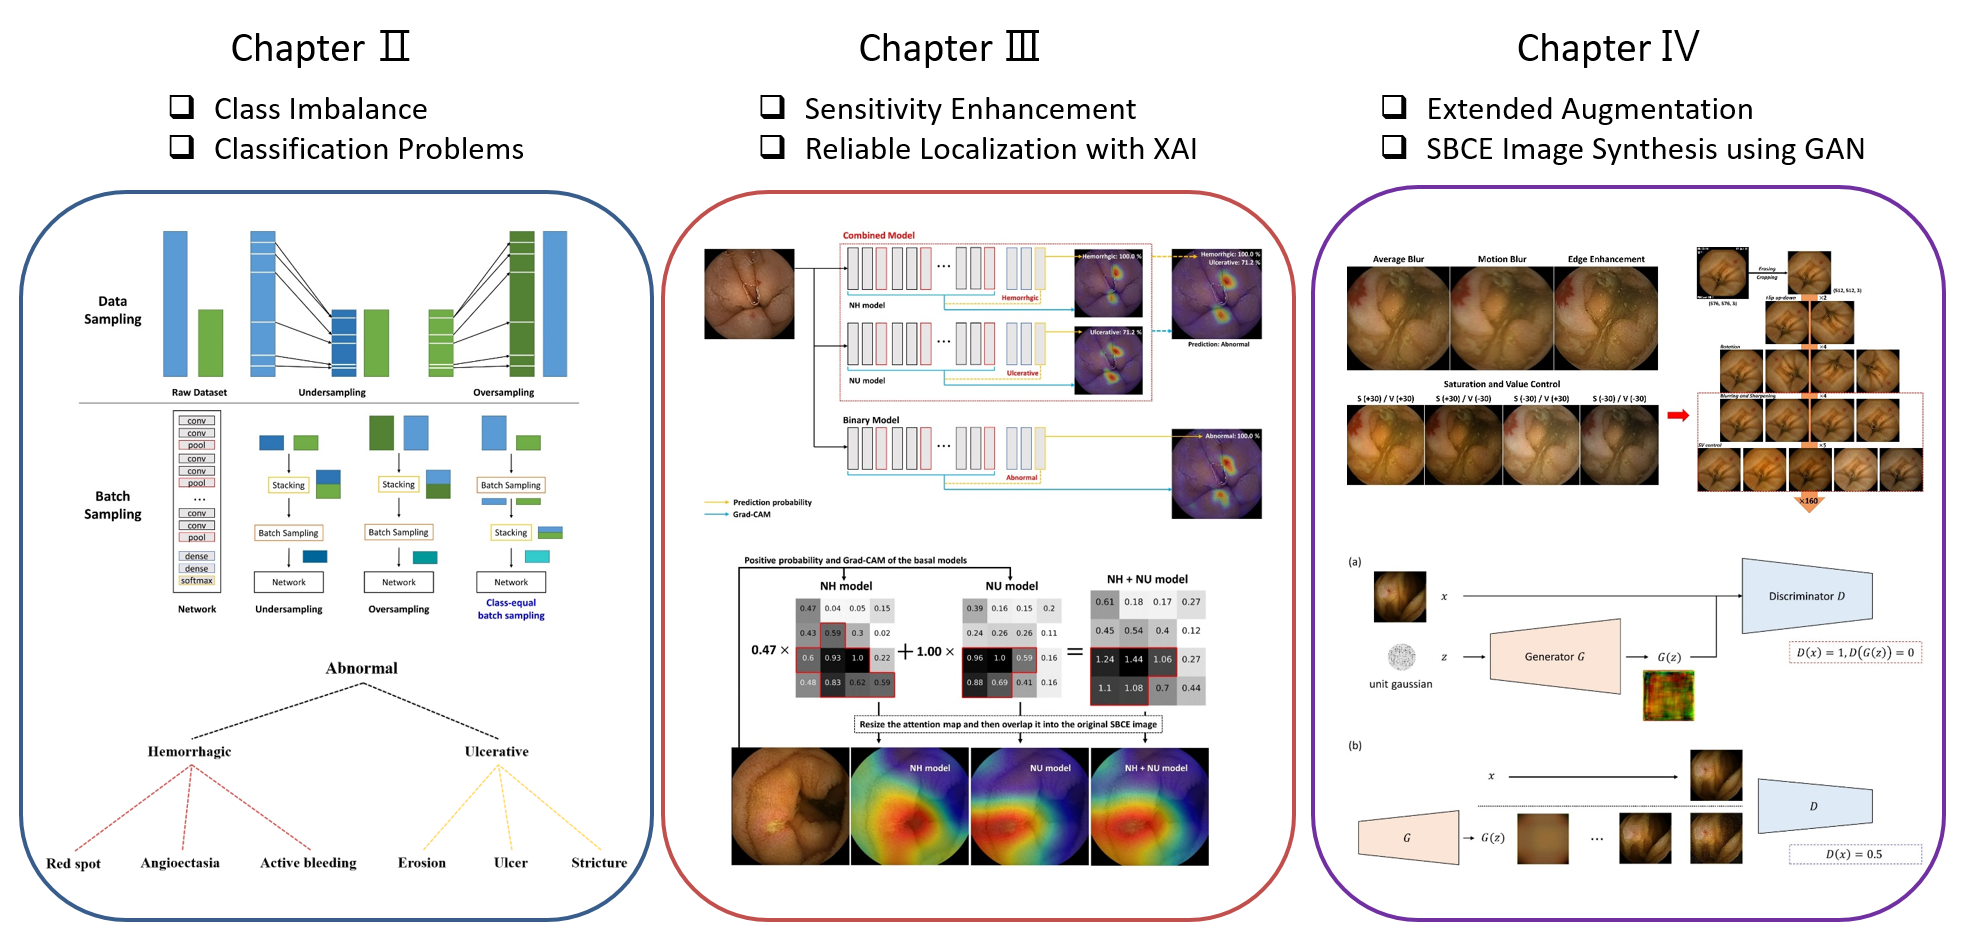 Chapter Ⅱ
❑ Class Imbalance
❑ Classification Problems
Data
Sampling
Raw Dataset
Undersampling
Oversampling
Batch
Sampling
conv
conv
pool
conv
conv
pool
...
conv
conv
pool
dense
dense
softmax
Network
Stacking
Batch Sampling
Network
Undersampling
Stacking
Batch Sampling
Network
Oversampling
Batch Sampling
Stacking
Network
Class-equal
batch sampling
Abnormal
Hemorrhagic
Ulcerative
Red spot
Angioectasia
Active bleeding
Erosion
Ulcer
Stricture
Chapter Ⅲ
❑ Sensitivity Enhancement
❑ Reliable Localization with XAI
Combined Model
...
NH model
Hemorrhgic
Hemorrhgic: 100.0 %
Hemorrhgic: 100.0 %
Ulcerative: 71.2 %
...
NU model
Ulcerative
Ulcerative: 71.2 %
Prediction: Abnormal
Binary Model
...
Abnormal
Abnormal: 100.0 %
Prediction probability
Grad-CAM
Positive probability and Grad-CAM of the basal models
NH model
NU model
NH + NU model
0.47 ×
0.47 0.04 0.05 0.15
0.43 0.59 0.3 0.02
0.6 0.93 1.0 0.22
0.48 0.83 0.62 0.59
+ 1.00 ×
0.39 0.16 0.15 0.2
0.24 0.26 0.26 0.11
0.96 1.0 0.59 0.16
0.88 0.69 0.41 0.16
=
0.61 0.18 0.17 0.27
0.45 0.54 0.4 0.12
1.24 1.44 1.06 0.27
1.1 1.08 0.7 0.44
Resize the attention map and then overlap it into the original SBCE image
NH model
NU model
NH + NU model
Chapter Ⅳ
❑ Extended Augmentation
❑ SBCE Image Synthesis using GAN
Average Blur
Motion Blur
Edge Enhancement
Saturation and Value Control
S (+30) / V (+30)
S (+30) / V (-30)
S (-30) / V (+30)
S (-30) / V (-30)
(576, 576, 3)
Erasing
Cropping
(512, 512, 3)
Flip up-down
×2
Rotation
×4
Blurring and Sharpening
×4
SV control
×5
×160
(a)
x
z
unit gaussian
Generator G
G(z)
Discriminator D
D(x) = 1, D(G(z)) = 0
(b)
x
G
G(z)
...
D
D(x) = 0.5